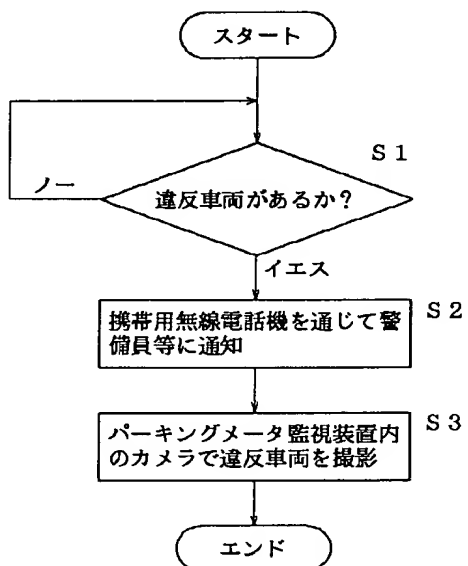 スタート
S1
ノー
違反車両があるか?
イエス
S2
携帯用無線電話機を通じて警
備員等に通知
S3
パーキングメータ監視装置内
のカメラで違反車両を撮影
エンド